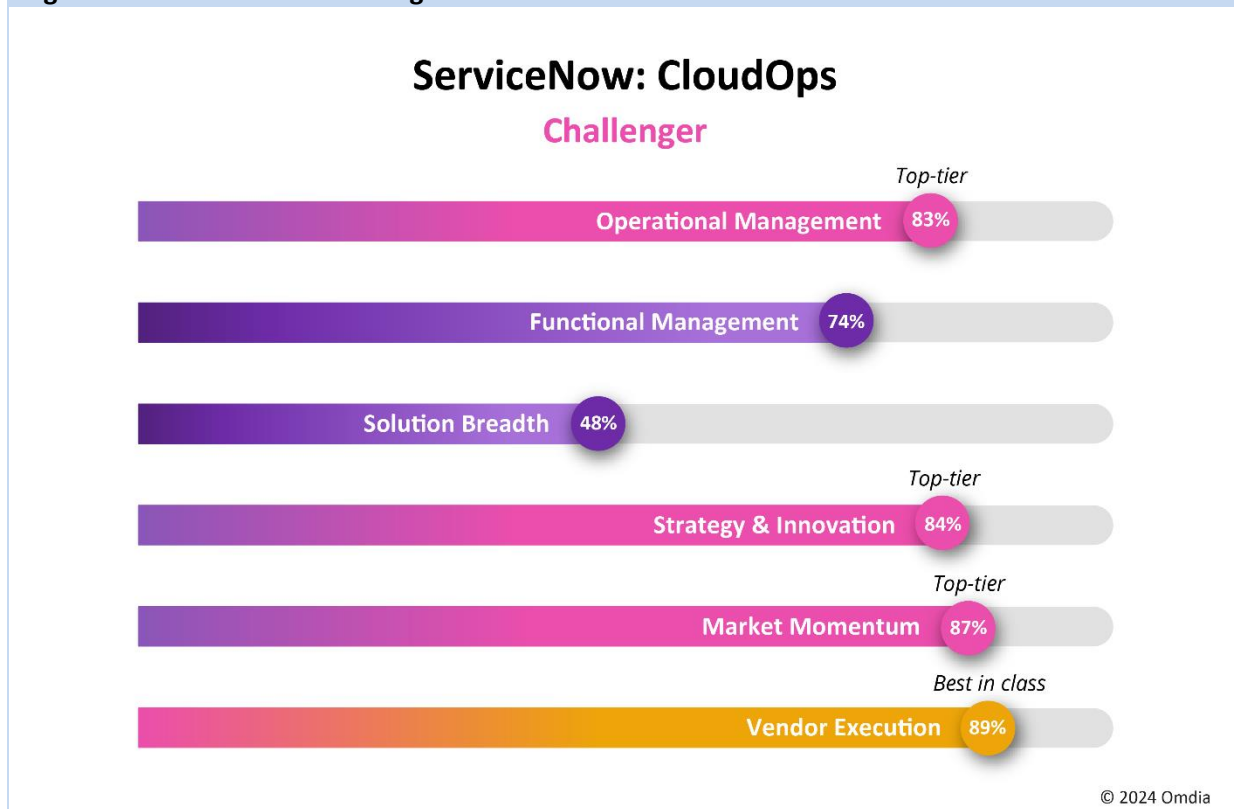 ServiceNow: CloudOps
Challenger
Top-tier
Operational Management 83%
Functional Management 74%
Solution Breadth 48%
Top-tier
Strategy & Innovation 84%
Top-tier
Market Momentum 87%
Best in class
Vendor Execution 89%
© 2024 Omdia